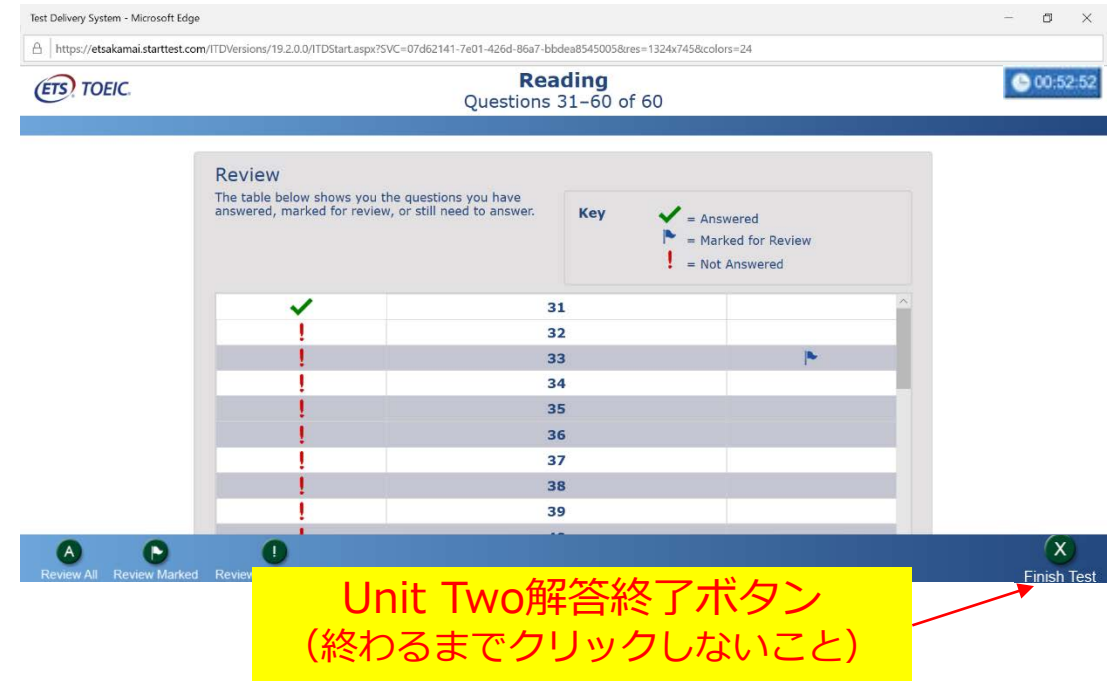 Test Delivery System - Microsoft Edge
https://etsakamai.starttest.com/ITDVersions/19.2.0.0/ITDStart.aspx?SVC=07d62141-7e01-426d-86a7-bbdea8545005&res=1324x745&colors=24
ETS TOEIC.
Reading
Questions 31–60 of 60
00:52:52
Review
The table below shows you the questions you have
answered, marked for review, or still need to answer.
Key
= Answered
= Marked for Review
= Not Answered
31
32
33
34
35
36
37
38
39
A
Review All
Review Marked
!
Review
X
Finish Test
Unit Two解答終了ボタン
（終わるまでクリックしないこと）